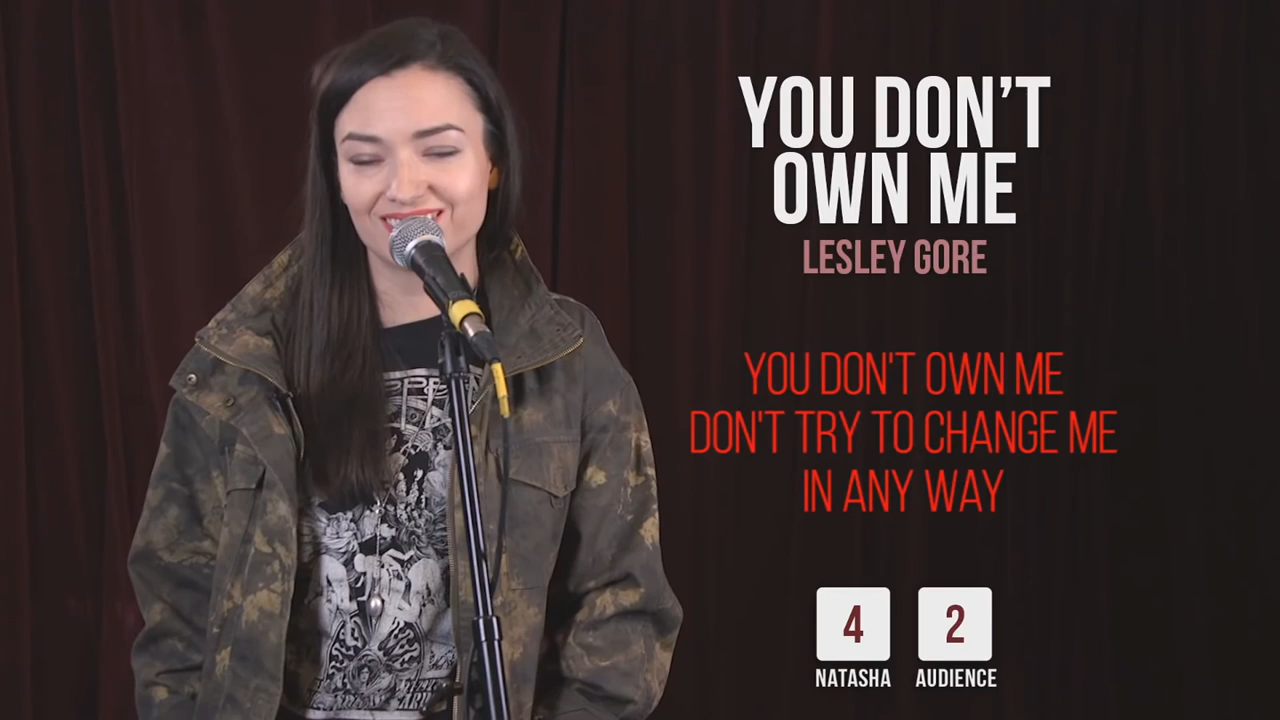 YOU DON'T
OWN ME
LESLEY GORE
YOU DON'T OWN ME
DON'T TRY TO CHANGE ME
IN ANY WAY
4 2
NATASHA AUDIENCE